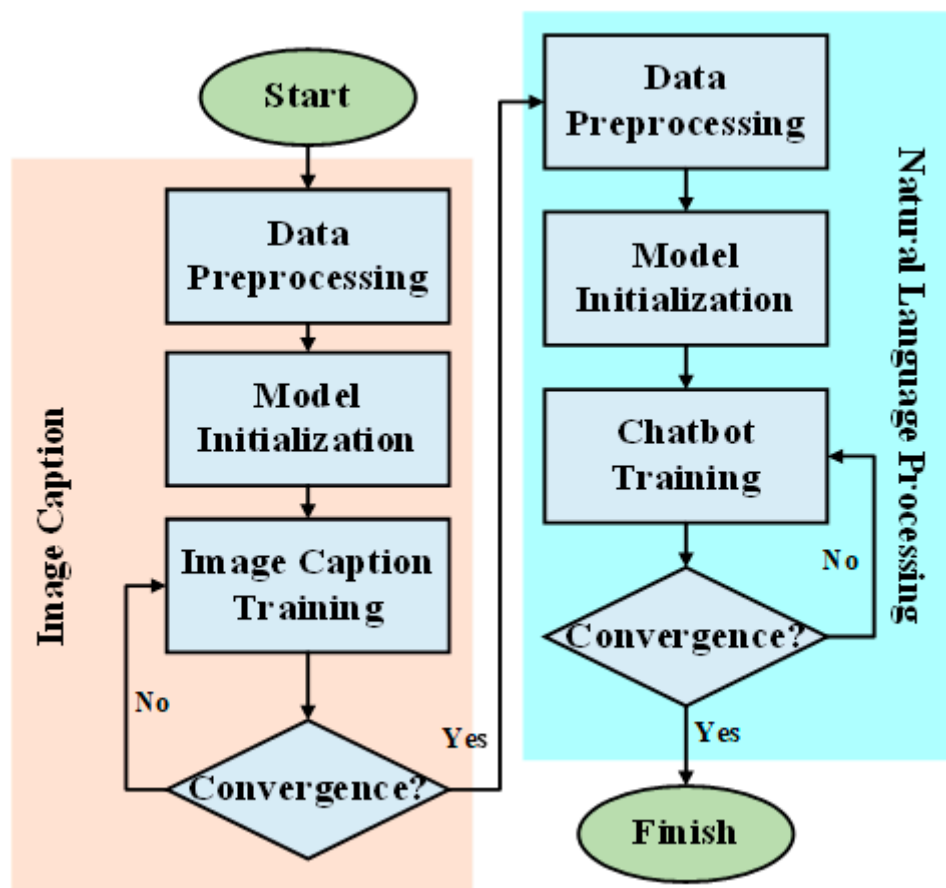 Start
Data
Preprocessing
Model
Initialization
Image Caption
Training
No
Convergence?
Yes
Image Caption
Data
Preprocessing
Model
Initialization
Chatbot
Training
No
Convergence?
Yes
Finish
Natural Language Processing